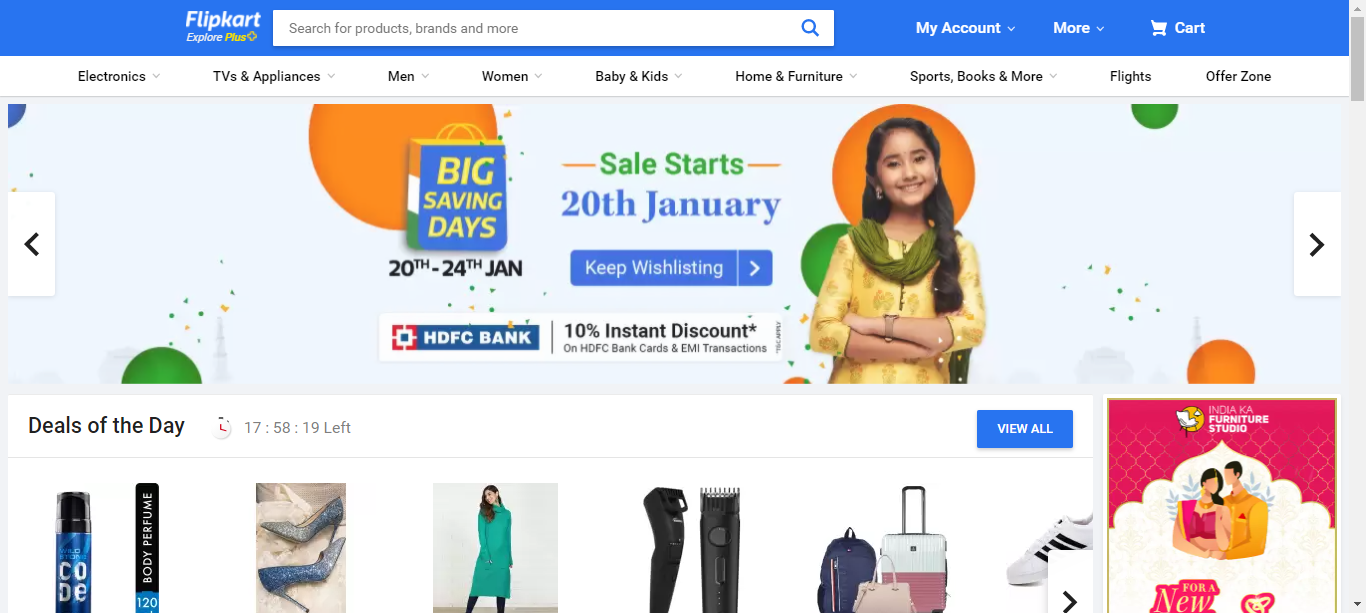 Flipkart
Explore Plus
Search for products, brands and more
My Account
More
Cart
Electronics
TVs & Appliances
Men
Women
Baby & Kids
Home & Furniture
Sports, Books & More
Flights
Offer Zone
BIG
SAVING
DAYS
20TH - 24TH JAN
Sale Starts
20th January
Keep Wishlisting
HDFC BANK
10% Instant Discount*
On HDFC Bank Cards & EMI Transactions
*T&C APPLY
Deals of the Day
17 : 58 : 19 Left
VIEW ALL
INDIA KA
FURNITURE
STUDIO
WILD
STONE
CODE
BODY PERFUME
120
FOR A
New